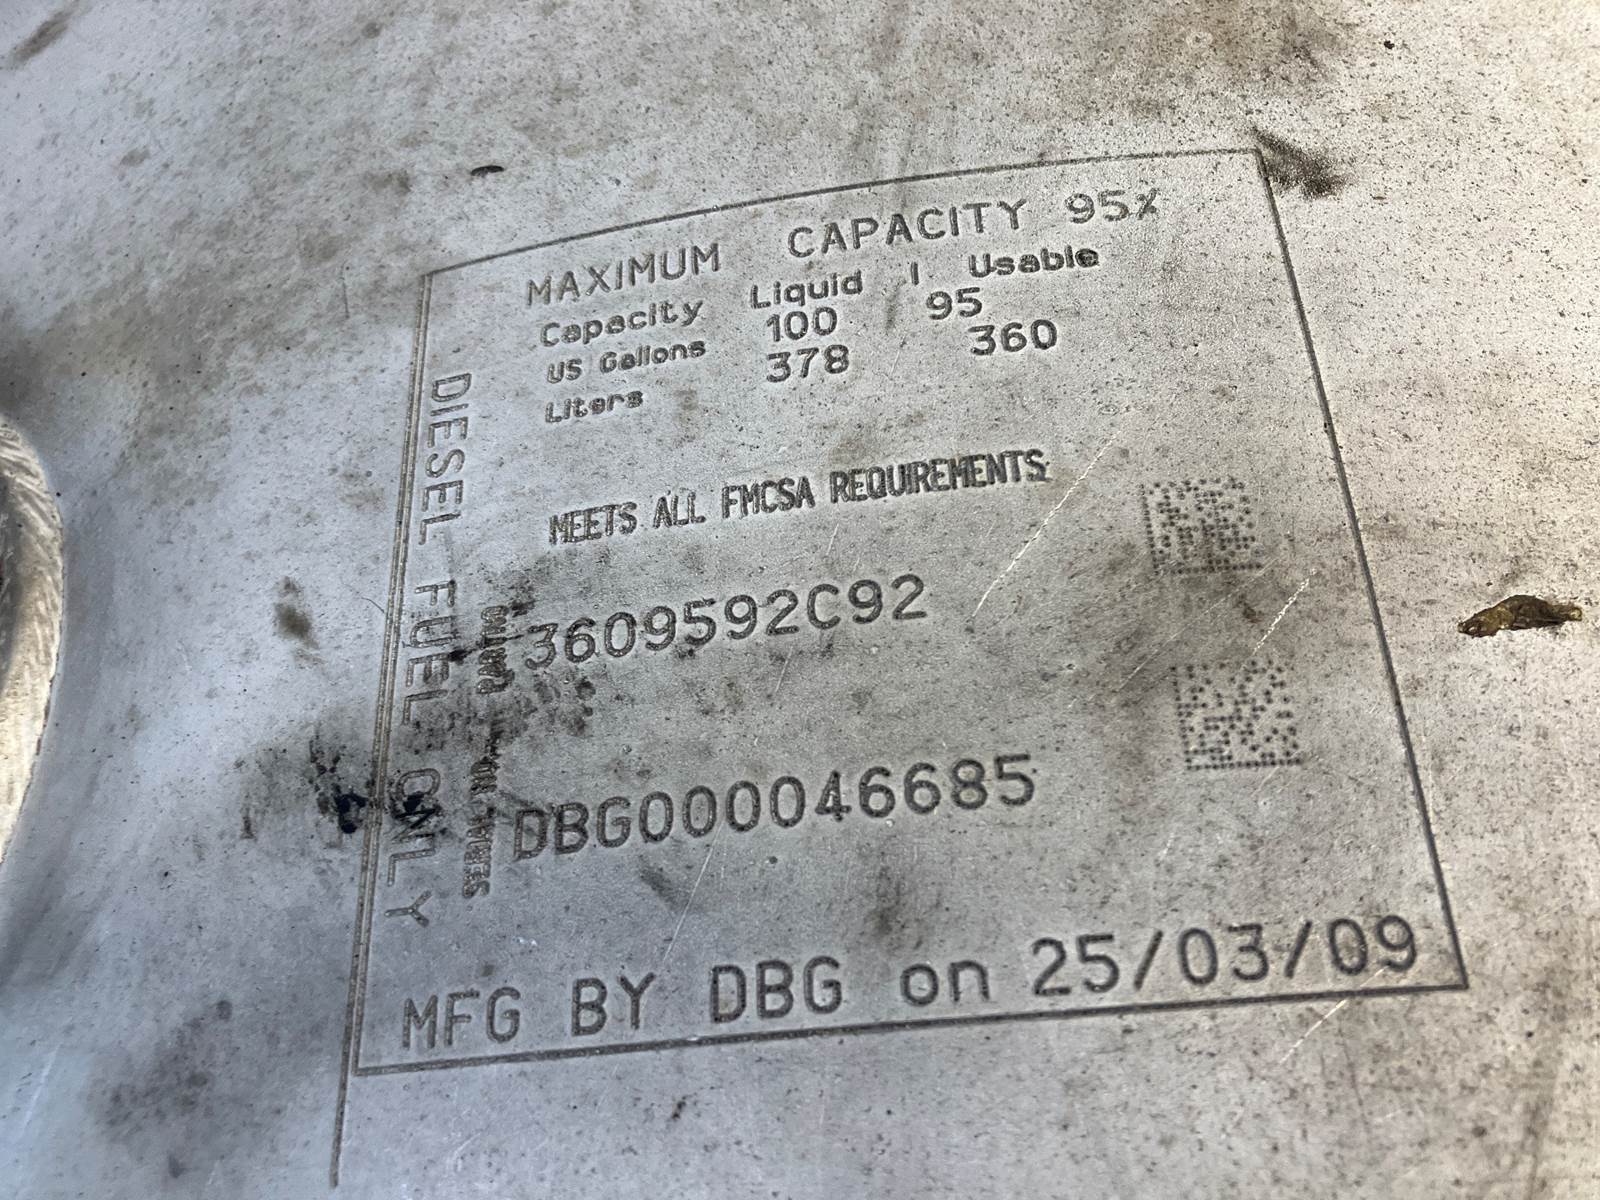 MAXIMUM CAPACITY 95%
Capacity Liquid | Usable
US Gallons 100 95
Liters 378 360
MEETS ALL FMCSA REQUIREMENTS
3609592C92
DBG000046685
MFG BY DBG on 25/03/09
DIESEL FUEL ONLY